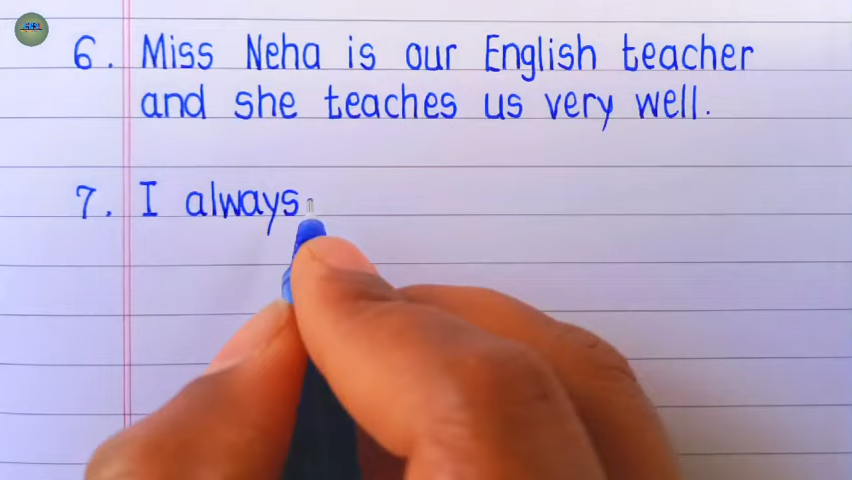 6. Miss Neha is our English teacher
and she teaches us very well.
7. I always